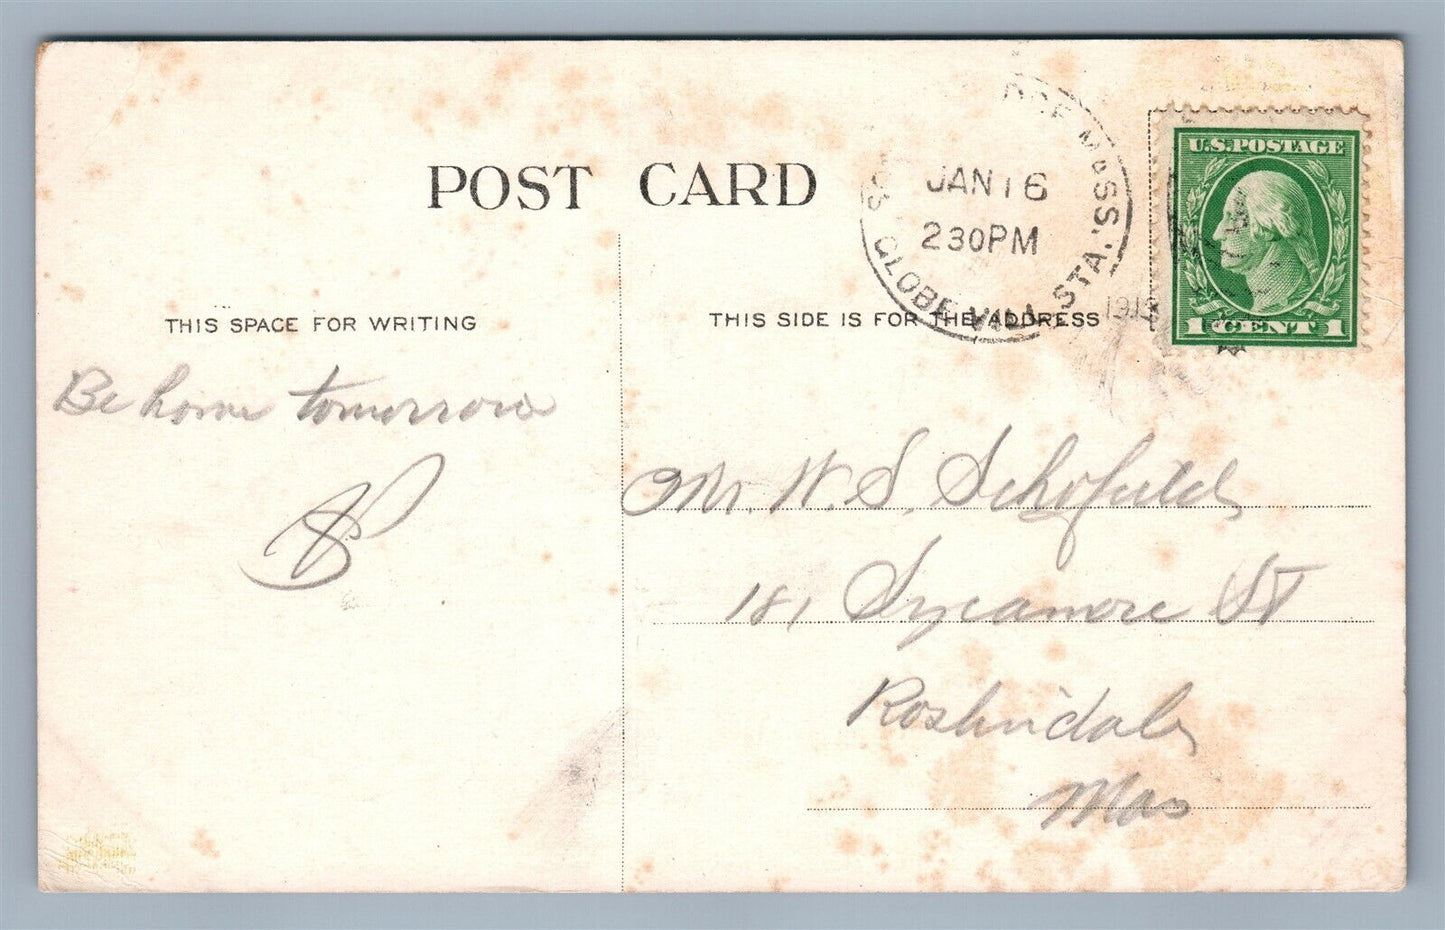 POST CARD
JAN 16
230PM
MASS.
GLOBE VILL. STA.
U.S. POSTAGE
1 CENT 1
THIS SPACE FOR WRITING
THIS SIDE IS FOR THE ADDRESS
Be home tomorrow
Mr. W. S. Schofield
181 Sycamore St
Roslindale
Mas